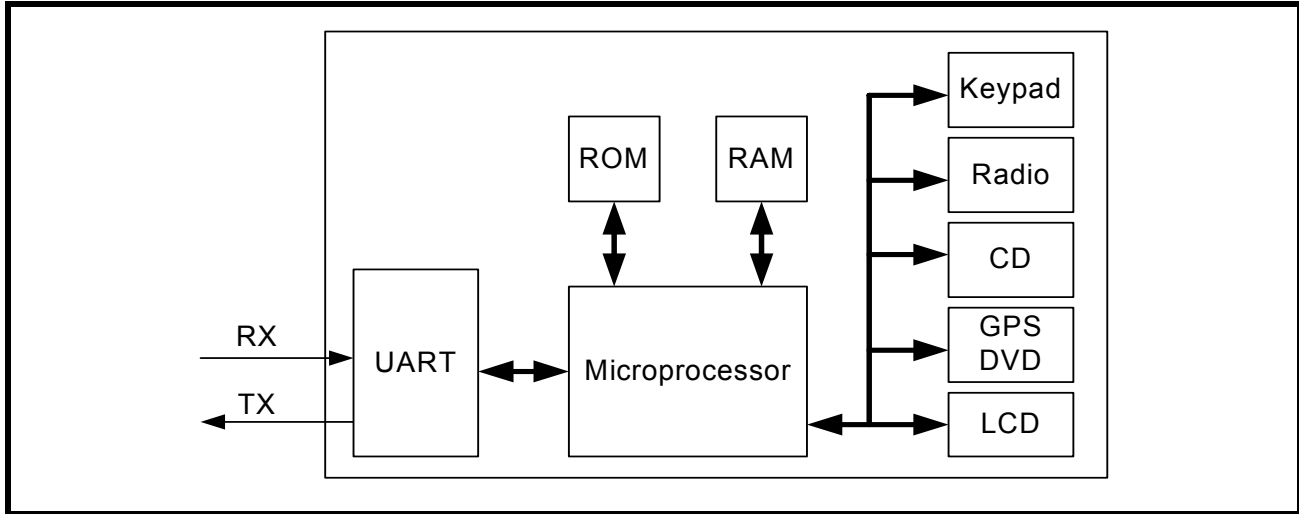 Keypad
ROM
RAM
Radio
CD
RX
UART
Microprocessor
GPS
DVD
TX
LCD